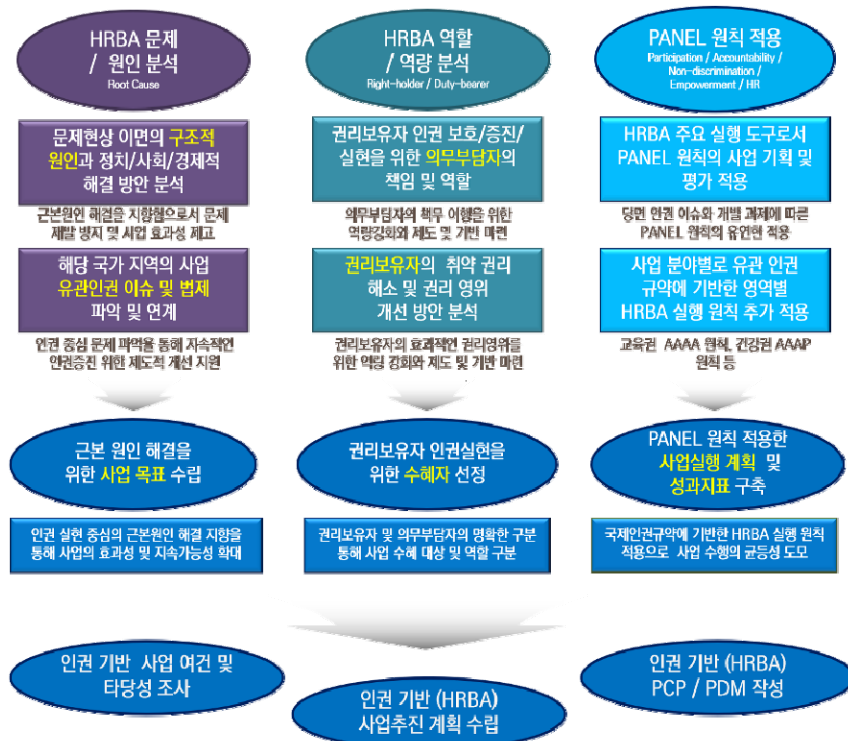 HRBA 문제
/ 원인 분석
Root Cause
문제현상 이면의 구조적
원인과 정치/사회/경제적
해결 방안 분석
근본원인 해결을 지향함으로서 문제
재발 방지 및 사업 효과성 제고
해당 국가 지역의 사업
유관인권 이슈 및 법제
파악 및 연계
인권 중심 문제 파악을 통해 지속적인
인권증진 위한 제도적 개선 지원
근본 원인 해결을
위한 사업 목표 수립
인권 실현 중심의 근본원인 해결 지향을
통해 사업의 효과성 및 지속가능성 확대
HRBA 역할
/ 역량 분석
Right-holder / Duty-bearer
권리보유자 인권 보호/증진/
실현을 위한 의무부담자의
책임 및 역할
의무부담자의 책무 이행을 위한
역량강화와 제도 및 기반 마련
권리보유자의 취약 권리
해소 및 권리 영위
개선 방안 분석
권리보유자의 효과적인 권리영위를
위한 역량 강화와 제도 및 기반 마련
권리보유자 인권실현을
위한 수혜자 선정
권리보유자 및 의무부담자의 명확한 구분
통해 사업 수혜 대상 및 역할 구분
PANEL 원칙 적용
Participation / Accountability /
Non-discrimination /
Empowerment / HR
HRBA 주요 실행 도구로서
PANEL 원칙의 사업 기획 및
평가 적용
당면 인권 이슈와 개별 과제에 따른
PANEL 원칙의 유연한 적용
사업 분야별로 유관 인권
규약에 기반한 영역별
HRBA 실행 원칙 추가 적용
교육권 AAAA 원칙, 건강권 AAAP
원칙 등
PANEL 원칙 적용한
사업실행 계획 및
성과지표 구축
국제인권규약에 기반한 HRBA 실행 원칙
적용으로 사업 수행의 균등성 도모
인권 기반 사업 여건 및
타당성 조사
인권 기반 (HRBA)
사업추진 계획 수립
인권 기반 (HRBA)
PCP / PDM 작성